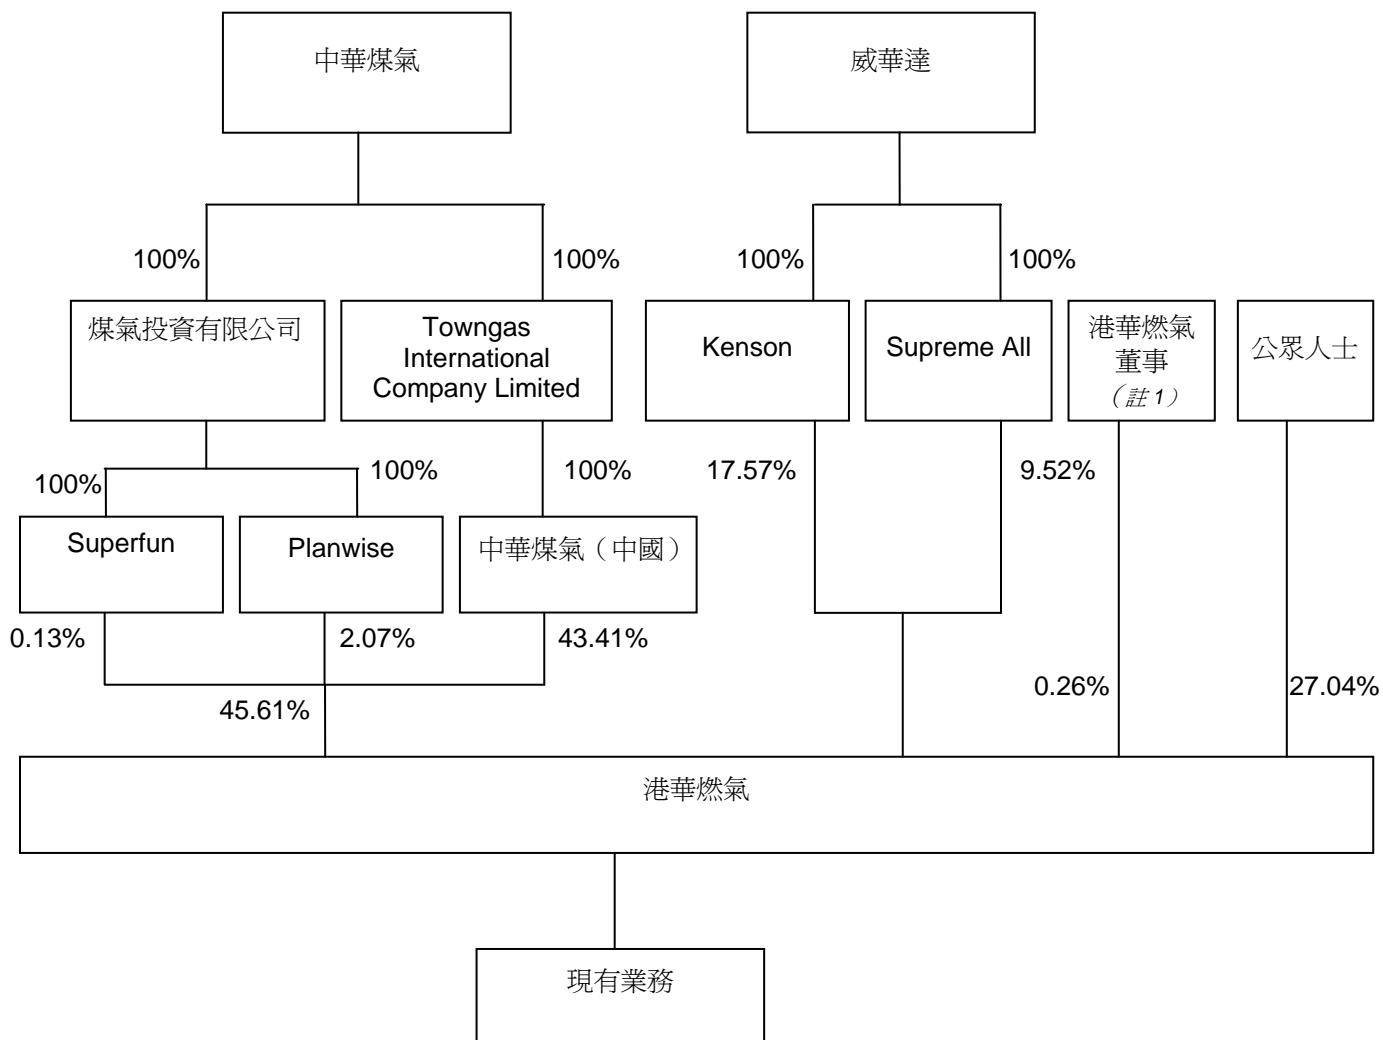 中華煤氣
威華達
100%
100%
100%
100%
煤氣投資有限公司
Towngas
International
Company Limited
Kenson
Supreme All
港華燃氣
董事
（註 1）
公眾人士
100%
100%
100%
17.57%
9.52%
Superfun
Planwise
中華煤氣（中國）
0.13%
2.07%
43.41%
45.61%
0.26%
27.04%
港華燃氣
現有業務